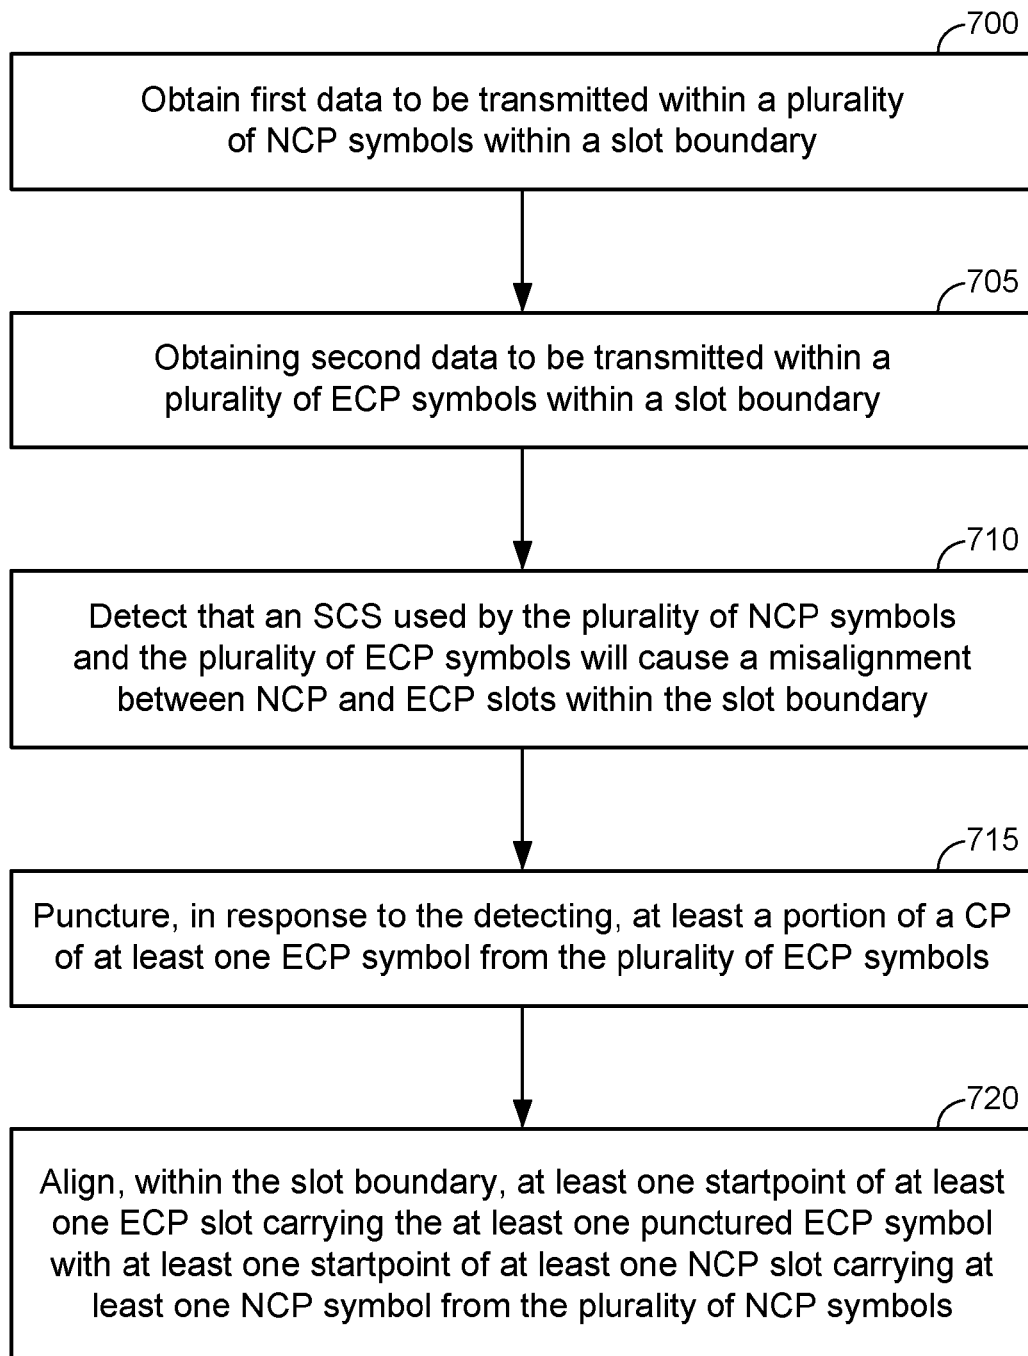 700
Obtain first data to be transmitted within a plurality
of NCP symbols within a slot boundary
705
Obtaining second data to be transmitted within a
plurality of ECP symbols within a slot boundary
710
Detect that an SCS used by the plurality of NCP symbols
and the plurality of ECP symbols will cause a misalignment
between NCP and ECP slots within the slot boundary
715
Puncture, in response to the detecting, at least a portion of a CP
of at least one ECP symbol from the plurality of ECP symbols
720
Align, within the slot boundary, at least one startpoint of at least
one ECP slot carrying the at least one punctured ECP symbol
with at least one startpoint of at least one NCP slot carrying at
least one NCP symbol from the plurality of NCP symbols